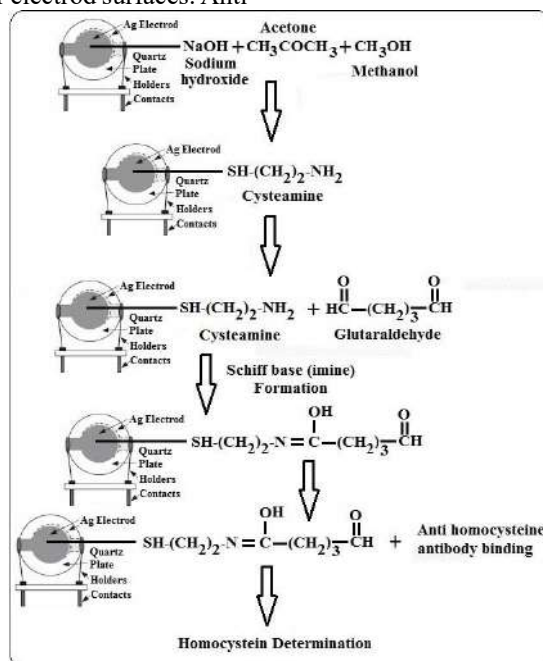 electrod surfaces. Anti
Ag Electrod
Quartz
Plate
Holders
Contacts
Acetone
NaOH+CH3COCH3+CH3OH
Sodium
hydroxide
Methanol
Ag Electrod
Quartz
Plate
Holders
Contacts
SH-(CH2)2-NH2
Cysteamine
Ag Electrod
Quartz
Plate
Holders
Contacts
O O
SH-(CH2)2-NH2 + HC-(CH2)3-CH
Cysteamine
Glutaraldehyde
Schiff base (imine)
Formation
Ag Electrod
Quartz
Plate
Holders
Contacts
OH O
SH-(CH2)2-N=C-(CH2)3-CH
Ag Electrod
Quartz
Plate
Holders
Contacts
OH O
SH-(CH2)2-N=C-(CH2)3-CH +
Anti homocysteine
antibody binding
Homocystein Determination